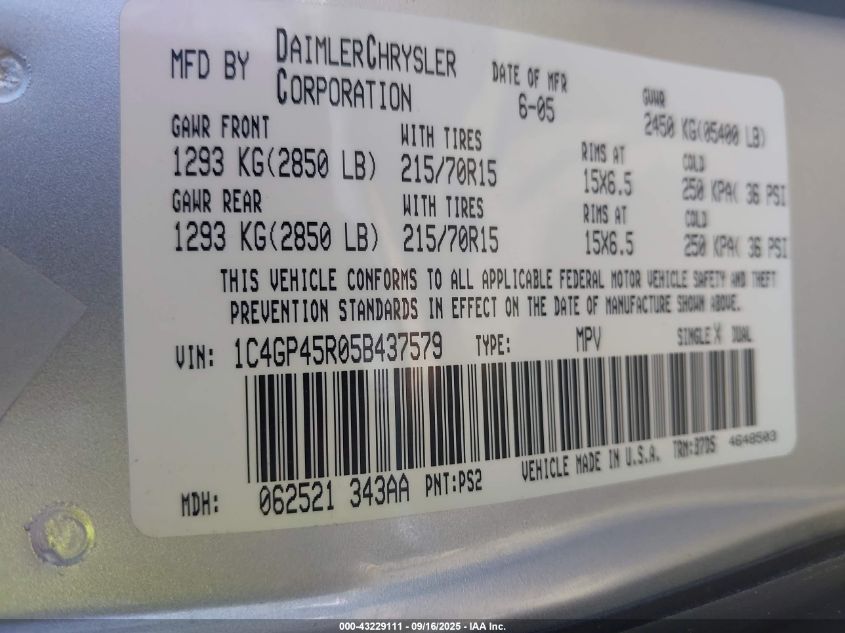 MFD BY DAIMLERCHRYSLER CORPORATION DATE OF MFR 6-05 GVWR 2450 KG(05400 LB)
GAWR FRONT WITH TIRES RIMS AT COLD
1293 KG(2850 LB) 215/70R15 15X6.5 250 KPA( 36 PSI
GAWR REAR WITH TIRES RIMS AT COLD
1293 KG(2850 LB) 215/70R15 15X6.5 250 KPA( 36 PSI
THIS VEHICLE CONFORMS TO ALL APPLICABLE FEDERAL MOTOR VEHICLE SAFETY AND THEFT
PREVENTION STANDARDS IN EFFECT ON THE DATE OF MANUFACTURE SHOWN ABOVE.
VIN: 1C4GP45R05B437579 TYPE: MPV SINGLE X DUAL
MDH: 062521 343AA PNT:PS2 VEHICLE MADE IN U.S.A. TRM:B7D5 4648503
000-43229111 - 09/16/2025 - IAA Inc.